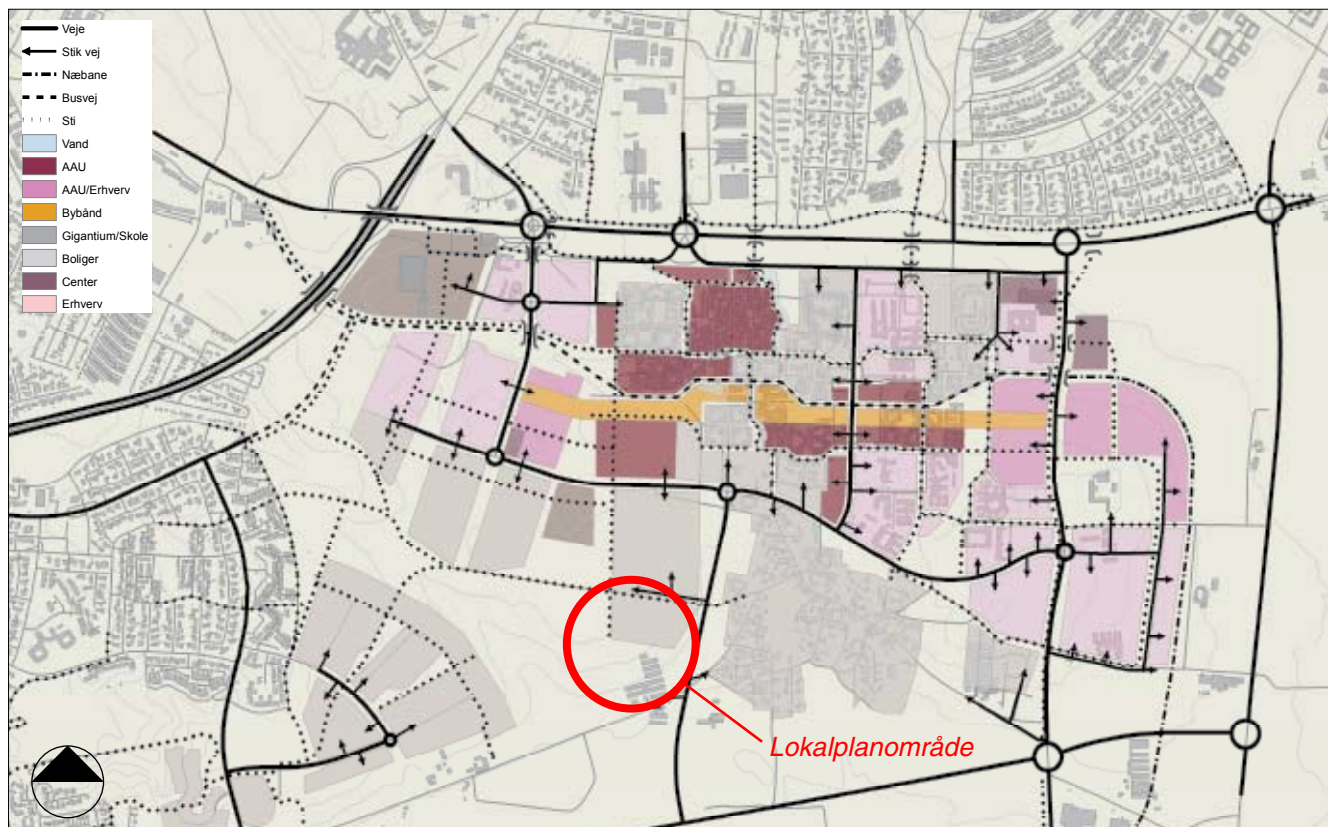 Veje
Stik vej
Næbane
Busvej
Sti
Vand
AAU
AAU/Erhverv
Bybånd
Gigantium/Skole
Boliger
Center
Erhverv
Lokalplanområde